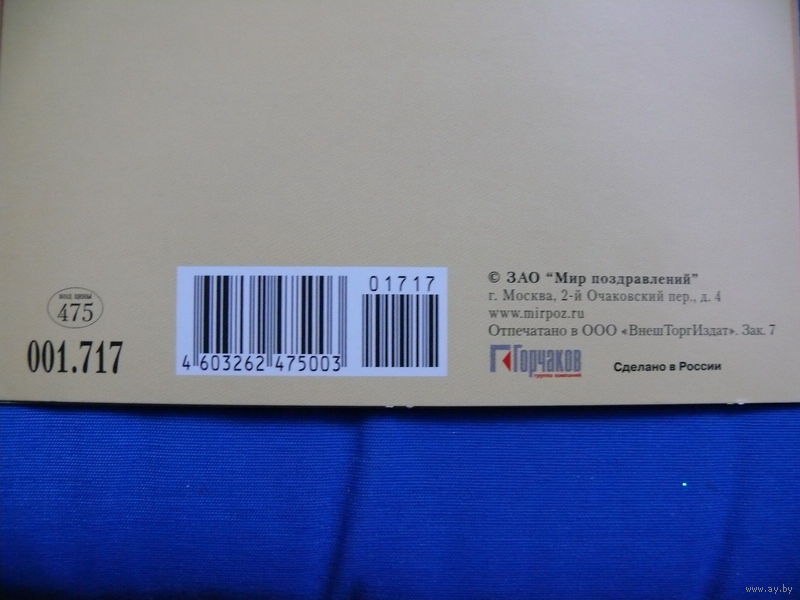 код цены
475
001.717
01717
4 603262 475003
© ЗАО "Мир поздравлений"
г. Москва, 2-й Очаковский пер., д. 4
www.mirpoz.ru
Отпечатано в ООО «ВнешТоргИздат». Зак. 7
Горчаков
группа компаний
Сделано в России
www.ay.by